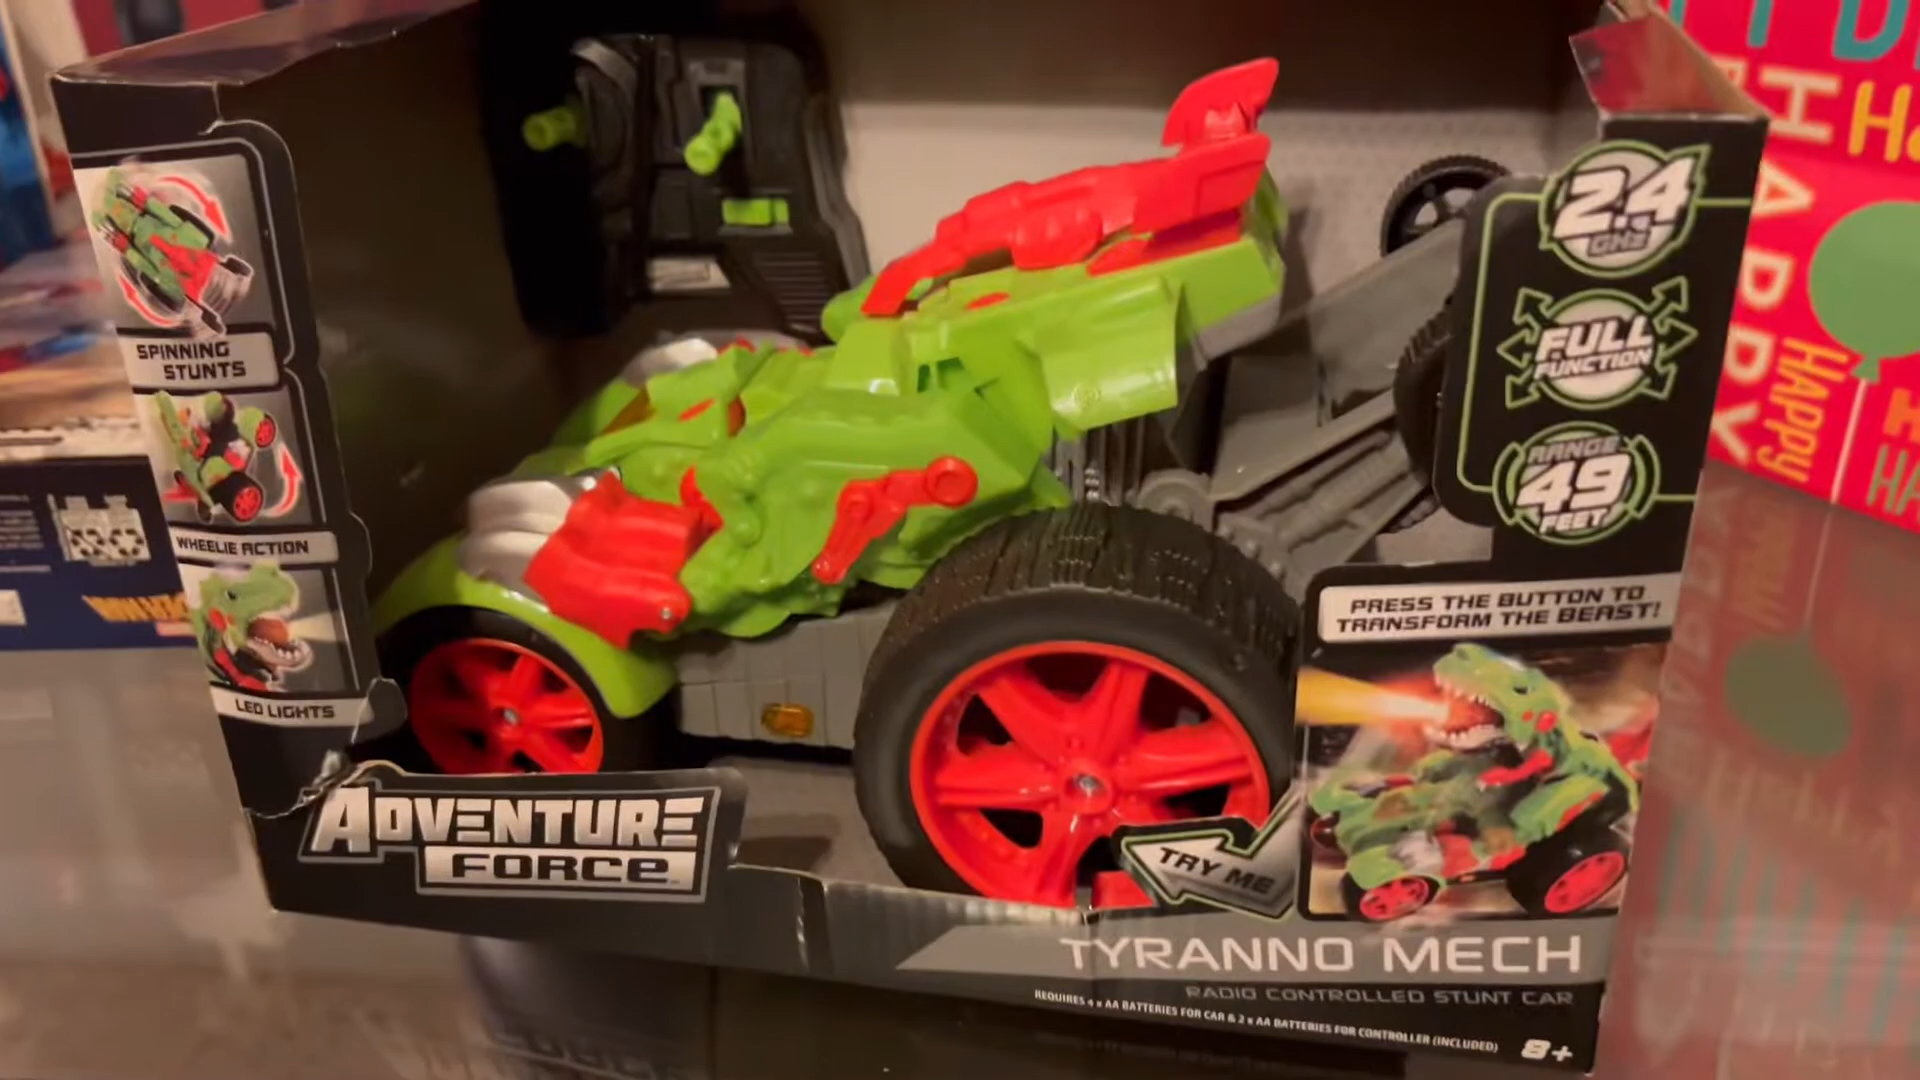 SPINNING
STUNTS
WHEELIE ACTION
LED LIGHTS
ADVENTURE
FORCE
2.4
GHz
FULL
FUNCTION
RANGE
49
FEET
PRESS THE BUTTON TO
TRANSFORM THE BEAST!
TRY ME
TYRANNO MECH
RADIO CONTROLLED STUNT CAR
REQUIRES 4 x AA BATTERIES FOR CAR & 2 x AA BATTERIES FOR CONTROLLER (INCLUDED)
8+
HAPPY
Happy